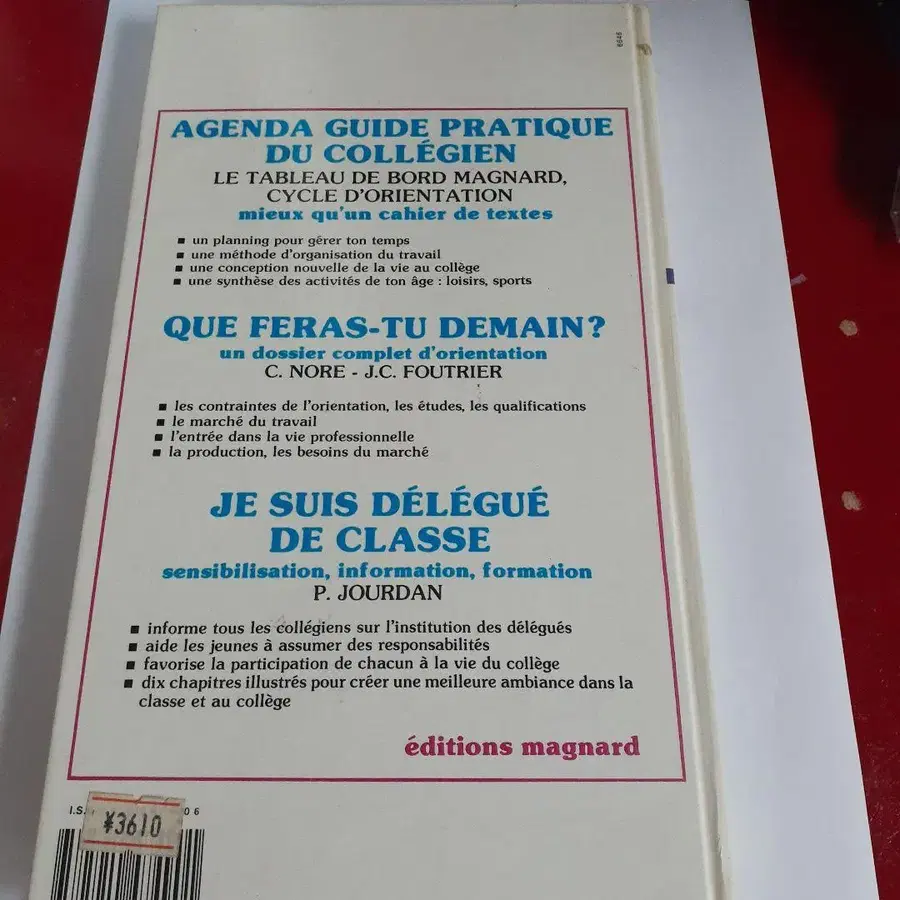 6646
AGENDA GUIDE PRATIQUE
DU COLLÉGIEN
LE TABLEAU DE BORD MAGNARD,
CYCLE D'ORIENTATION
mieux qu'un cahier de textes
■ un planning pour gérer ton temps
■ une méthode d'organisation du travail
■ une conception nouvelle de la vie au collège
■ une synthèse des activités de ton âge : loisirs, sports
QUE FERAS-TU DEMAIN?
un dossier complet d'orientation
C. NORE - J.C. FOUTRIER
■ les contraintes de l'orientation, les études, les qualifications
■ le marché du travail
■ l'entrée dans la vie professionnelle
■ la production, les besoins du marché
JE SUIS DÉLÉGUÉ
DE CLASSE
sensibilisation, information, formation
P. JOURDAN
■ informe tous les collégiens sur l'institution des délégués
■ aide les jeunes à assumer des responsabilités
■ favorise la participation de chacun à la vie du collège
■ dix chapitres illustrés pour créer une meilleure ambiance dans la
classe et au collège
éditions magnard
I.S. 0 6
¥3610